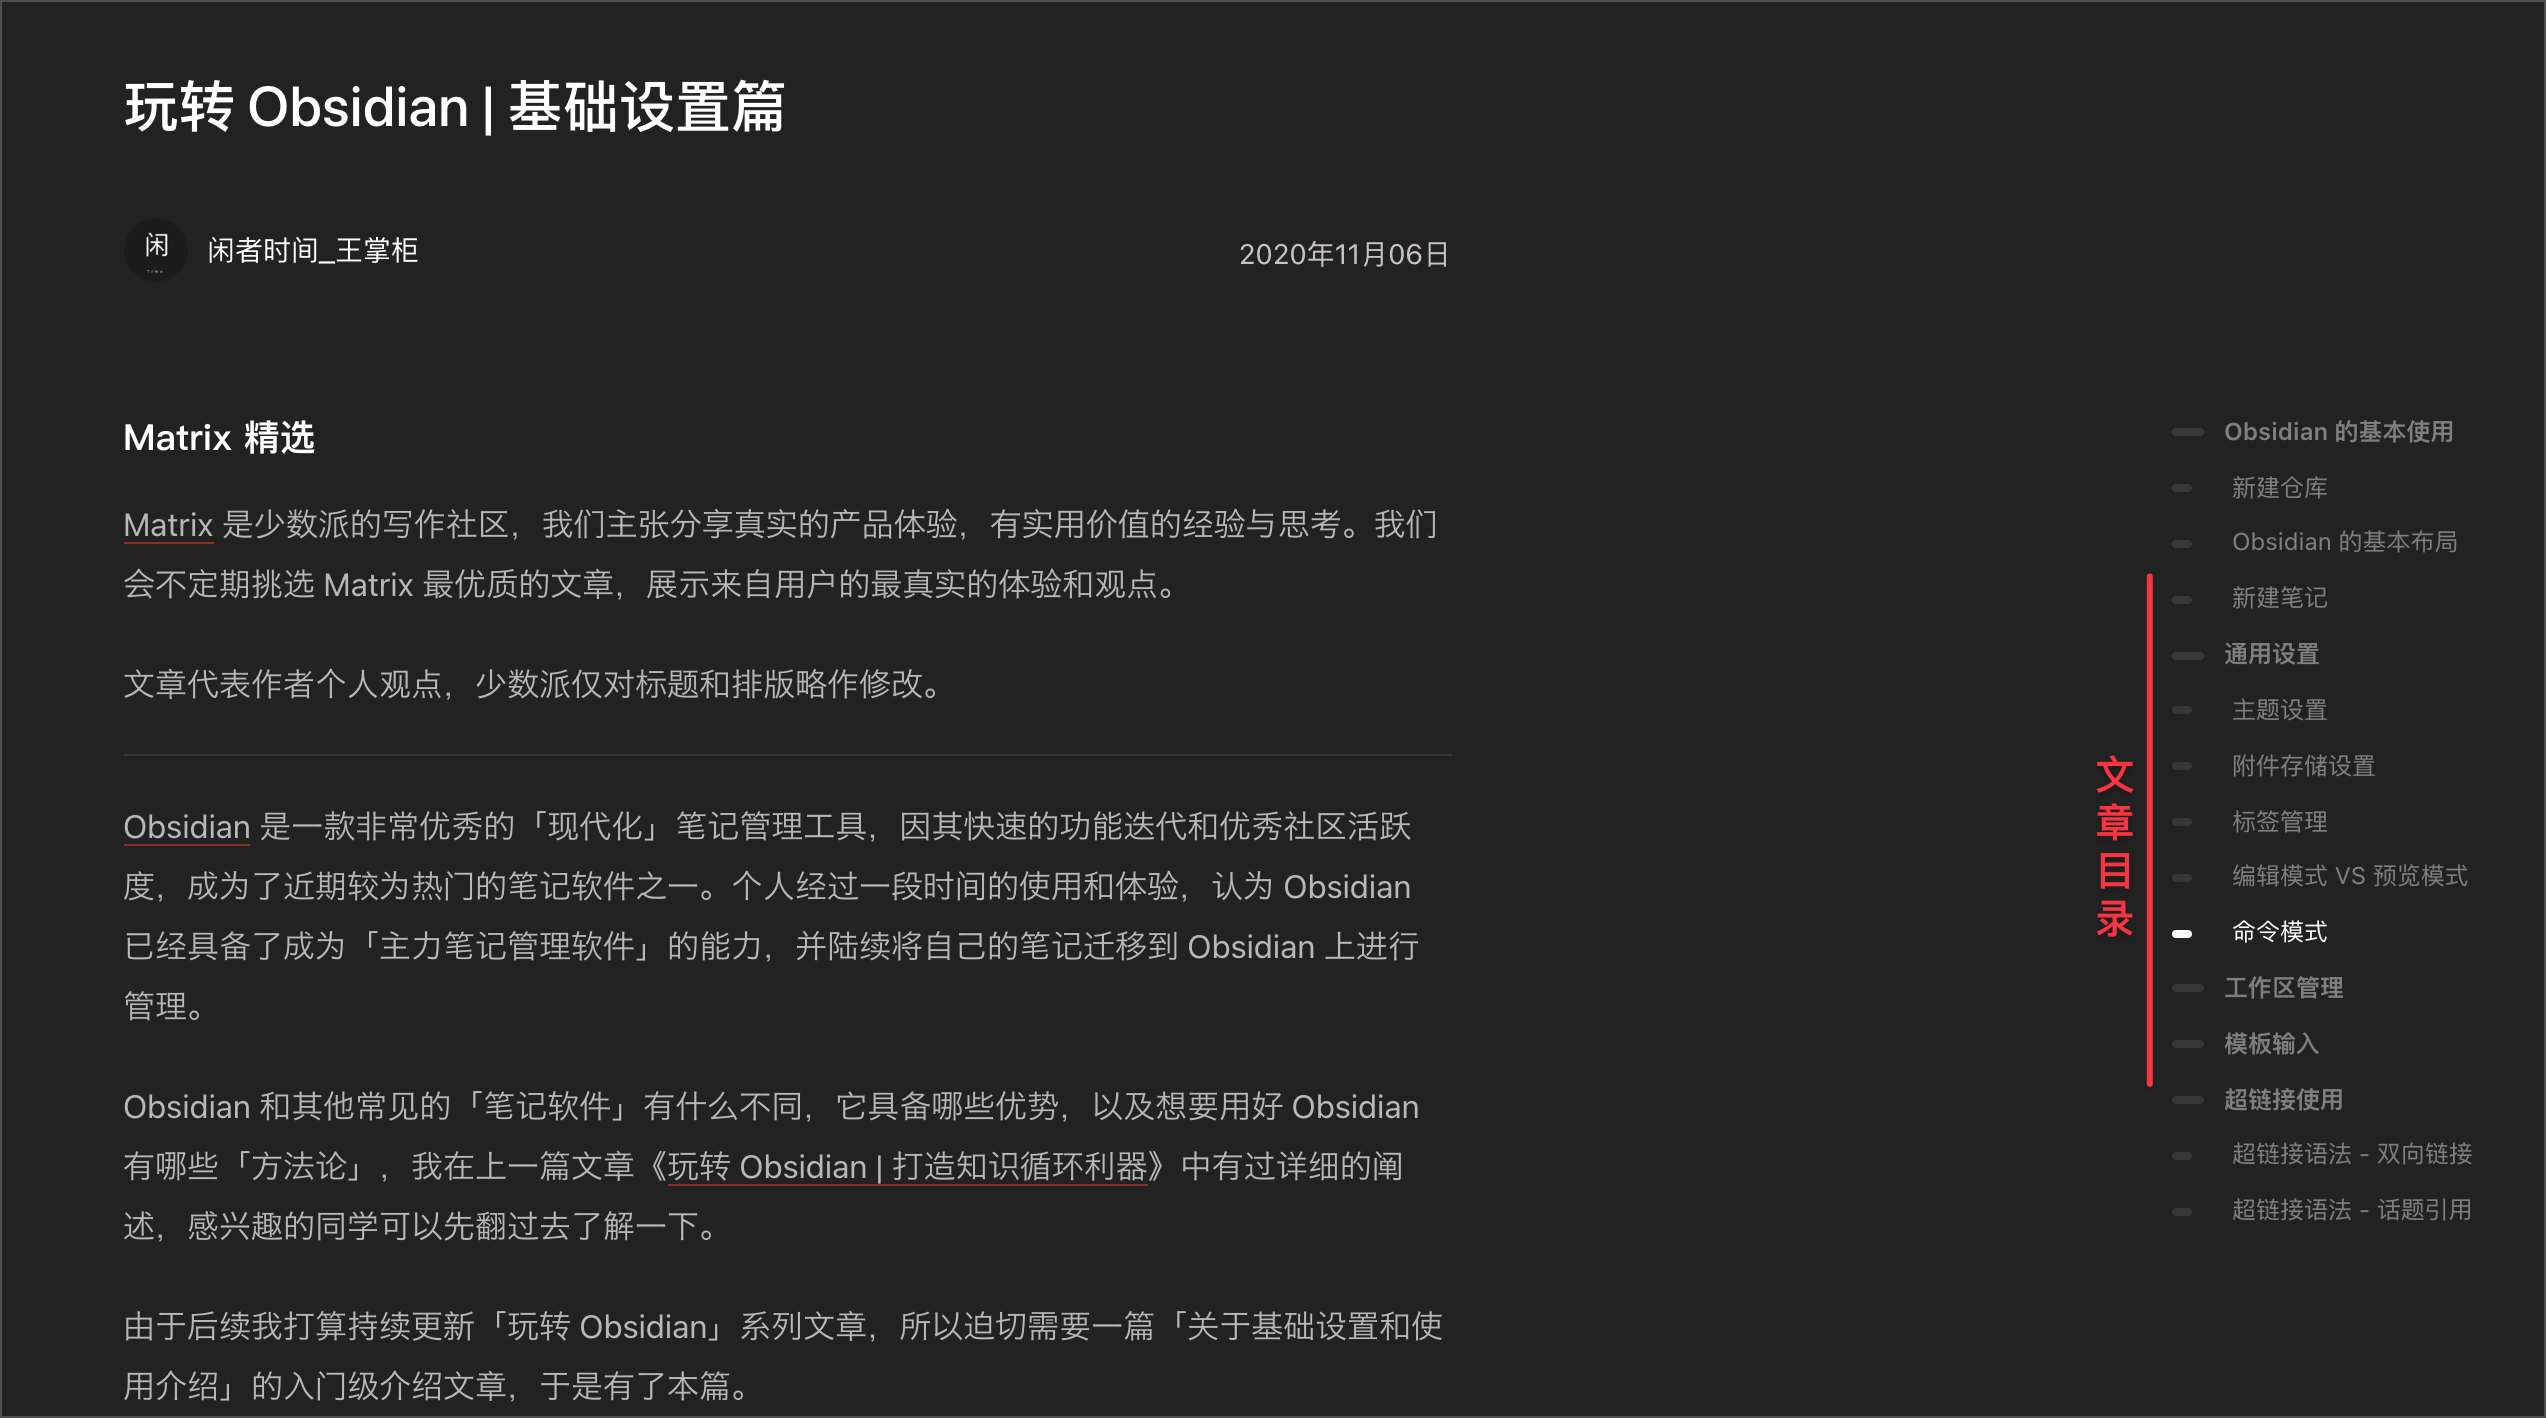 玩转 Obsidian | 基础设置篇
闲
闲者时间_王掌柜
2020年11月06日
Matrix 精选
Matrix 是少数派的写作社区，我们主张分享真实的产品体验，有实用价值的经验与思考。我们
会不定期挑选 Matrix 最优质的文章，展示来自用户的最真实的体验和观点。
文章代表作者个人观点，少数派仅对标题和排版略作修改。
Obsidian 是一款非常优秀的「现代化」笔记管理工具，因其快速的功能迭代和优秀社区活跃
度，成为了近期较为热门的笔记软件之一。个人经过一段时间的使用和体验，认为 Obsidian
已经具备了成为「主力笔记管理软件」的能力，并陆续将自己的笔记迁移到 Obsidian 上进行
管理。
Obsidian 和其他常见的「笔记软件」有什么不同，它具备哪些优势，以及想要用好 Obsidian
有哪些「方法论」，我在上一篇文章《玩转 Obsidian | 打造知识循环利器》中有过详细的阐
述，感兴趣的同学可以先翻过去了解一下。
由于后续我打算持续更新「玩转 Obsidian」系列文章，所以迫切需要一篇「关于基础设置和使
用介绍」的入门级介绍文章，于是有了本篇。
文章目录
Obsidian 的基本使用
新建仓库
Obsidian 的基本布局
新建笔记
通用设置
主题设置
附件存储设置
标签管理
编辑模式 VS 预览模式
命令模式
工作区管理
模板输入
超链接使用
超链接语法 - 双向链接
超链接语法 - 话题引用